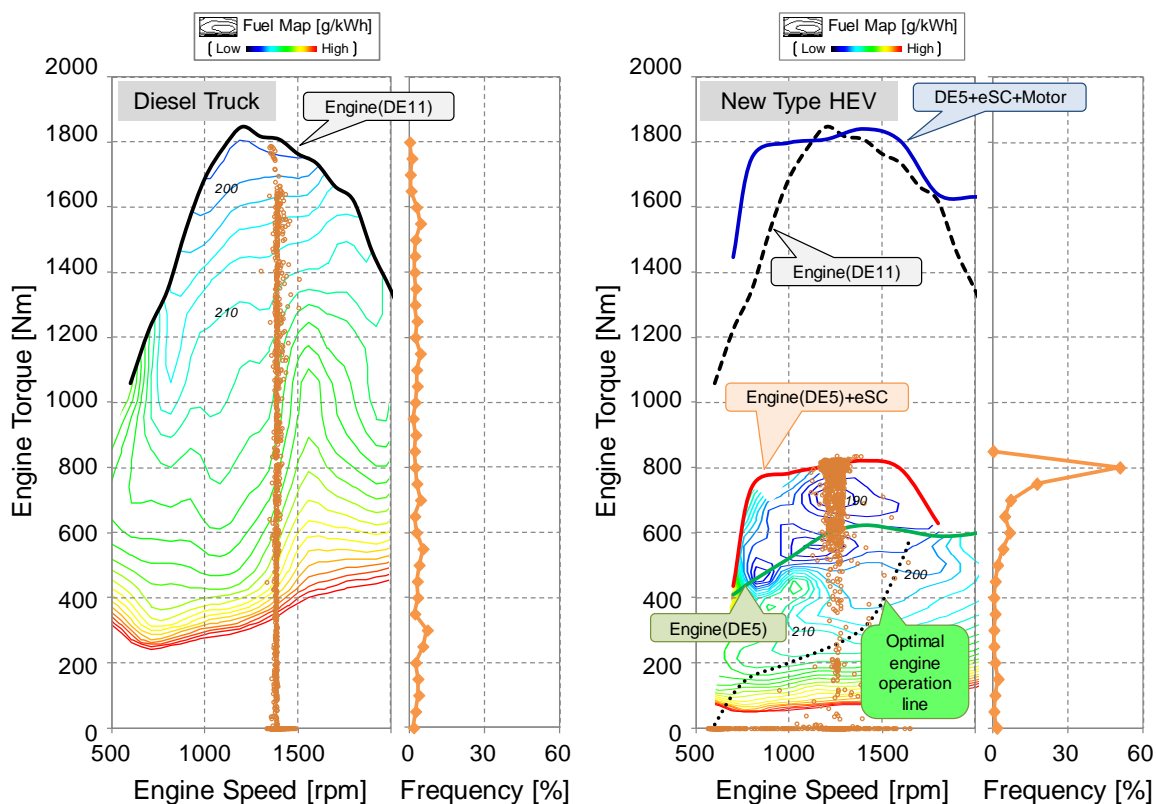 Fuel Map [g/kWh]
( Low High )
Diesel Truck
Engine(DE11)
200
210
Engine Torque [Nm]
2000
1800
1600
1400
1200
1000
800
600
400
200
0
500
1000
1500
Engine Speed [rpm]
0
30
60
Frequency [%]
Fuel Map [g/kWh]
( Low High )
New Type HEV
DE5+eSC+Motor
Engine(DE11)
Engine(DE5)+eSC
190
200
210
Engine(DE5)
Optimal
engine
operation
line
Engine Torque [Nm]
2000
1800
1600
1400
1200
1000
800
600
400
200
0
500
1000
1500
Engine Speed [rpm]
0
30
60
Frequency [%]